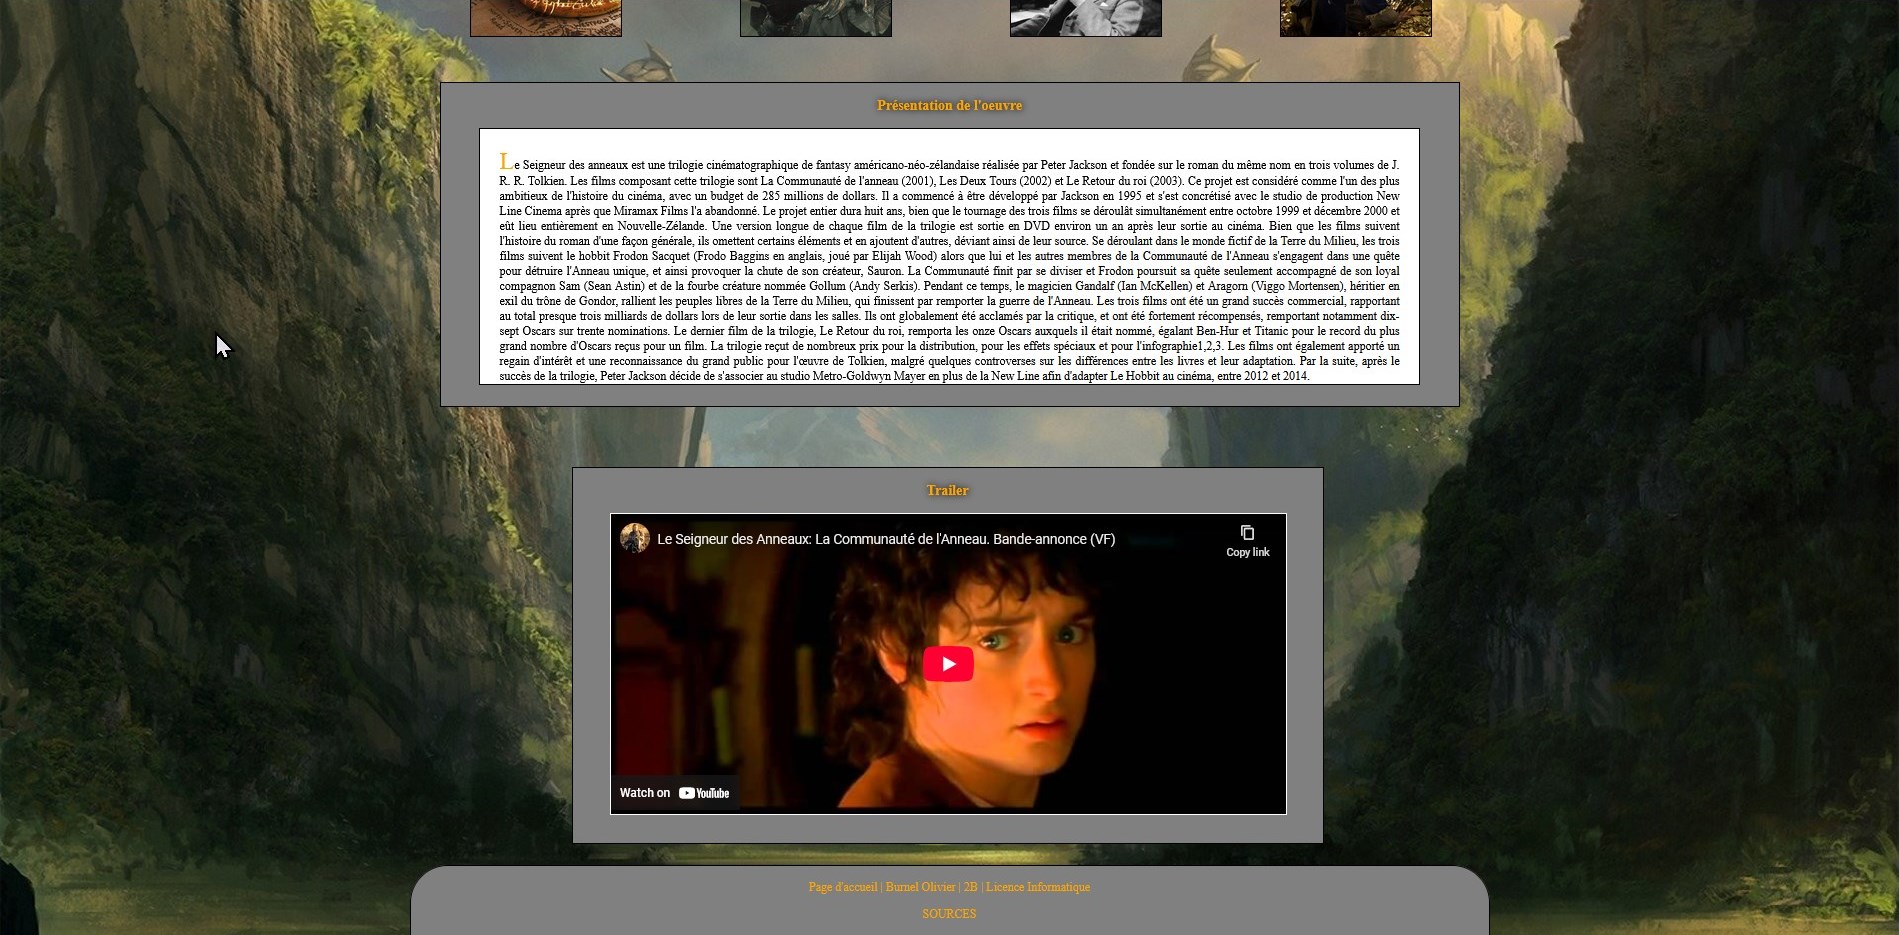 Présentation de l'oeuvre
Le Seigneur des anneaux est une trilogie cinématographique de fantasy américano-néo-zélandaise réalisée par Peter Jackson et fondée sur le roman du même nom en trois volumes de J.
R. R. Tolkien. Les films composant cette trilogie sont La Communauté de l'anneau (2001), Les Deux Tours (2002) et Le Retour du roi (2003). Ce projet est considéré comme l'un des plus
ambitieux de l'histoire du cinéma, avec un budget de 285 millions de dollars. Il a commencé à être développé par Jackson en 1995 et s'est concrétisé avec le studio de production New
Line Cinema après que Miramax Films l'a abandonné. Le projet entier dura huit ans, bien que le tournage des trois films se déroulât simultanément entre octobre 1999 et décembre 2000 et
eût lieu entièrement en Nouvelle-Zélande. Une version longue de chaque film de la trilogie est sortie en DVD environ un an après leur sortie au cinéma. Bien que les films suivent
l'histoire du roman d'une façon générale, ils omettent certains éléments et en ajoutent d'autres, déviant ainsi de leur source. Se déroulant dans le monde fictif de la Terre du Milieu, les trois
films suivent le hobbit Frodon Sacquet (Frodo Baggins en anglais, joué par Elijah Wood) alors que lui et les autres membres de la Communauté de l'Anneau s'engagent dans une quête
pour détruire l'Anneau unique, et ainsi provoquer la chute de son créateur, Sauron. La Communauté finit par se diviser et Frodon poursuit sa quête seulement accompagné de son loyal
compagnon Sam (Sean Astin) et de la fourbe créature nommée Gollum (Andy Serkis). Pendant ce temps, le magicien Gandalf (Ian McKellen) et Aragorn (Viggo Mortensen), héritier en
exil du trône de Gondor, rallient les peuples libres de la Terre du Milieu, qui finissent par remporter la guerre de l'Anneau. Les trois films ont été un grand succès commercial, rapportant
au total presque trois milliards de dollars lors de leur sortie dans les salles. Ils ont globalement été acclamés par la critique, et ont été fortement récompensés, remportant notamment dix-
sept Oscars sur trente nominations. Le dernier film de la trilogie, Le Retour du roi, remporta les onze Oscars auxquels il était nommé, égalant Ben-Hur et Titanic pour le record du plus
grand nombre d'Oscars reçus pour un film. La trilogie reçut de nombreux prix pour la distribution, pour les effets spéciaux et pour l'infographie1,2,3. Les films ont également apporté un
regain d'intérêt et une reconnaissance du grand public pour l'œuvre de Tolkien, malgré quelques controverses sur les différences entre les livres et leur adaptation. Par la suite, après le
succès de la trilogie, Peter Jackson décide de s'associer au studio Metro-Goldwyn Mayer en plus de la New Line afin d'adapter Le Hobbit au cinéma, entre 2012 et 2014.
Trailer
Le Seigneur des Anneaux: La Communauté de l'Anneau. Bande-annonce (VF)
Copy link
Watch on YouTube
Page d'accueil | Burnel Olivier | 2B | Licence Informatique
SOURCES